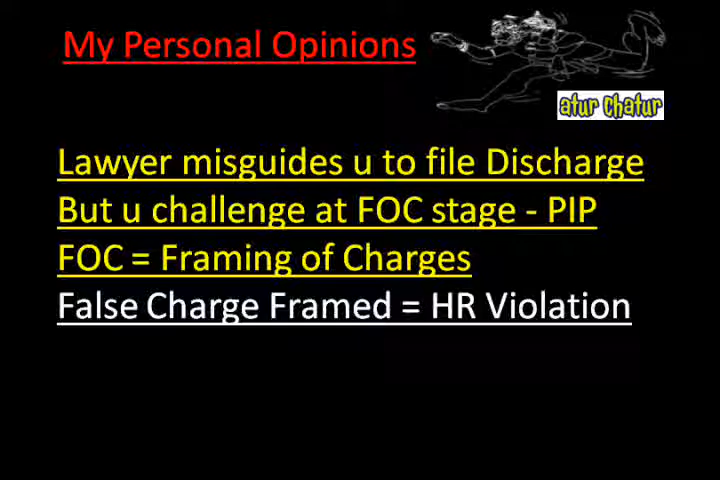 My Personal Opinions
atur chatur
Lawyer misguides u to file Discharge
But u challenge at FOC stage - PIP
FOC = Framing of Charges
False Charge Framed = HR Violation